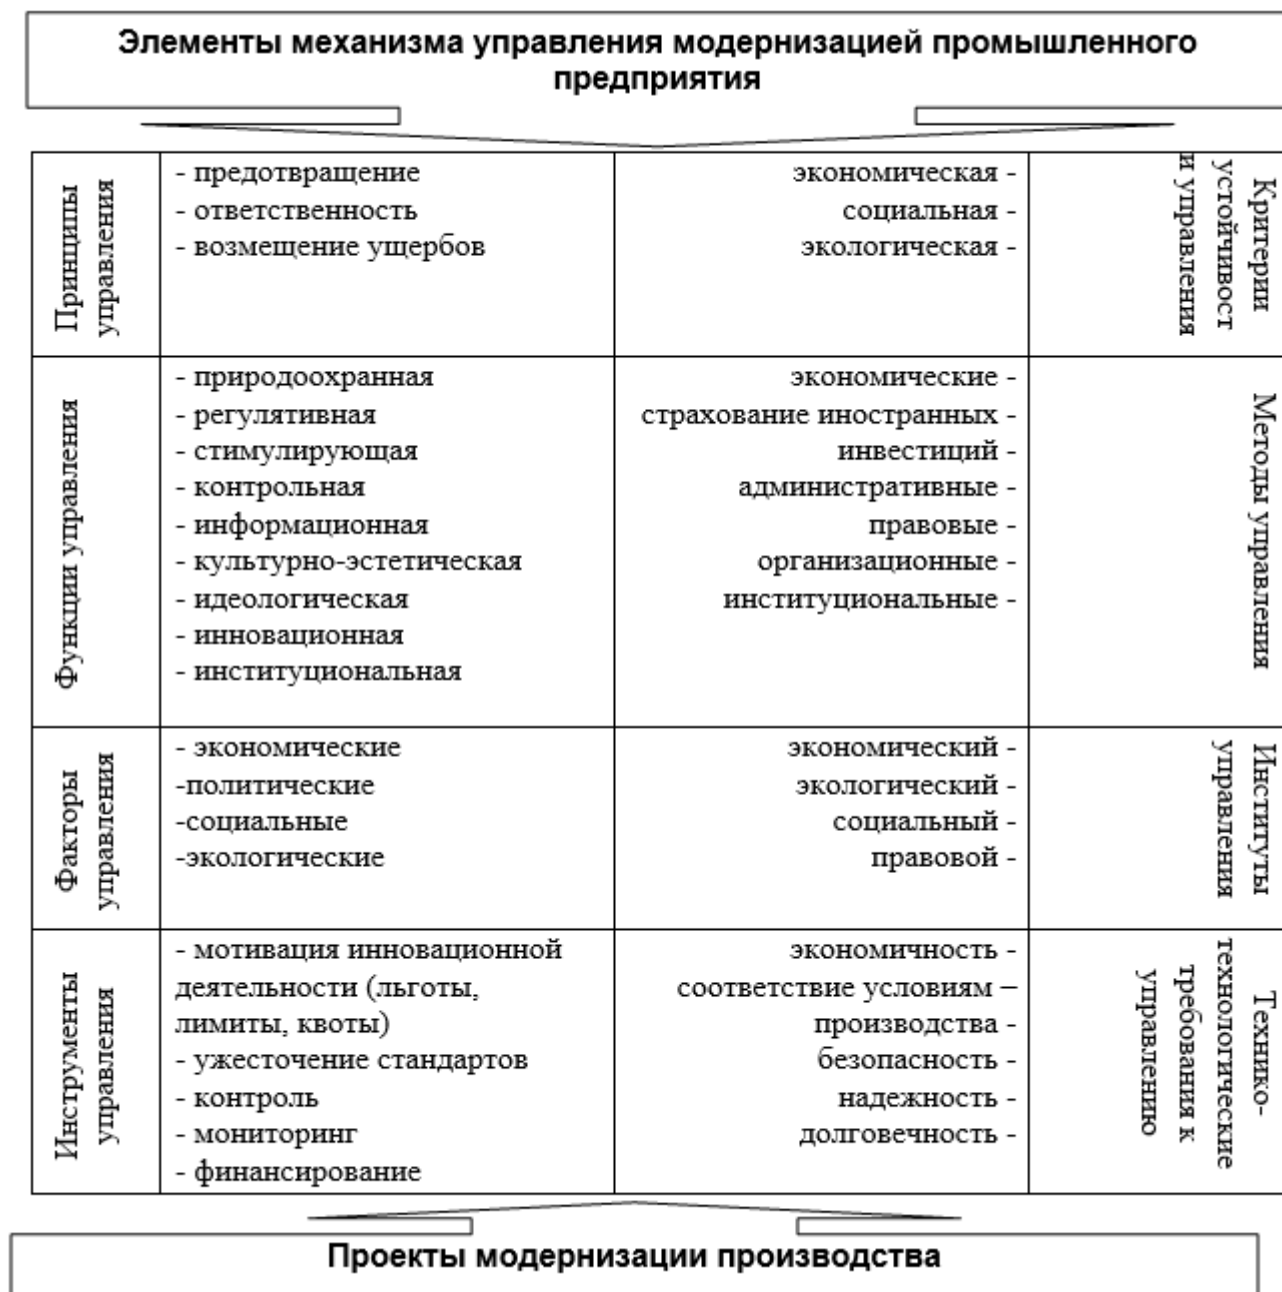 Элементы механизма управления модернизацией промышленного
предприятия
Принципы
управления
- предотвращение
- ответственность
- возмещение ущербов
экономическая -
социальная -
экологическая -
Критерии
устойчивост
и управления
Функции управления
- природоохранная
- регулятивная
- стимулирующая
- контрольная
- информационная
- культурно-эстетическая
- идеологическая
- инновационная
- институциональная
экономические -
страхование иностранных -
инвестиций -
административные -
правовые -
организационные -
институциональные -
Методы управления
Факторы
управления
- экономические
-политические
-социальные
-экологические
экономический -
экологический -
социальный -
правовой -
Институты
управления
Инструменты
управления
- мотивация инновационной
деятельности (льготы,
лимиты, квоты)
- ужесточение стандартов
- контроль
- мониторинг
- финансирование
экономичность -
соответствие условиям –
производства -
безопасность -
надежность -
долговечность -
Технико-
технологические
требования к
управлению
Проекты модернизации производства